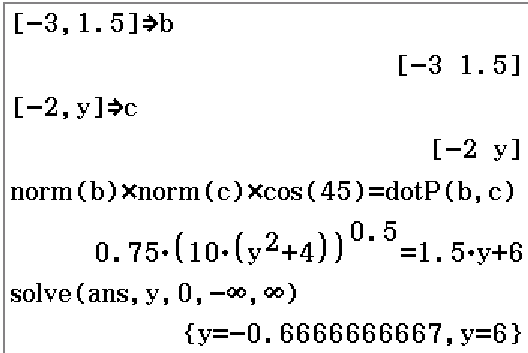 [−3,1.5]⇒b
[−3 1.5]
[−2,y]⇒c
[−2 y]
norm(b)×norm(c)×cos(45)=dotP(b,c)
0.75·(10·(y²+4))^0.5=1.5·y+6
solve(ans,y,0,−∞,∞)
{y=−0.6666666667,y=6}